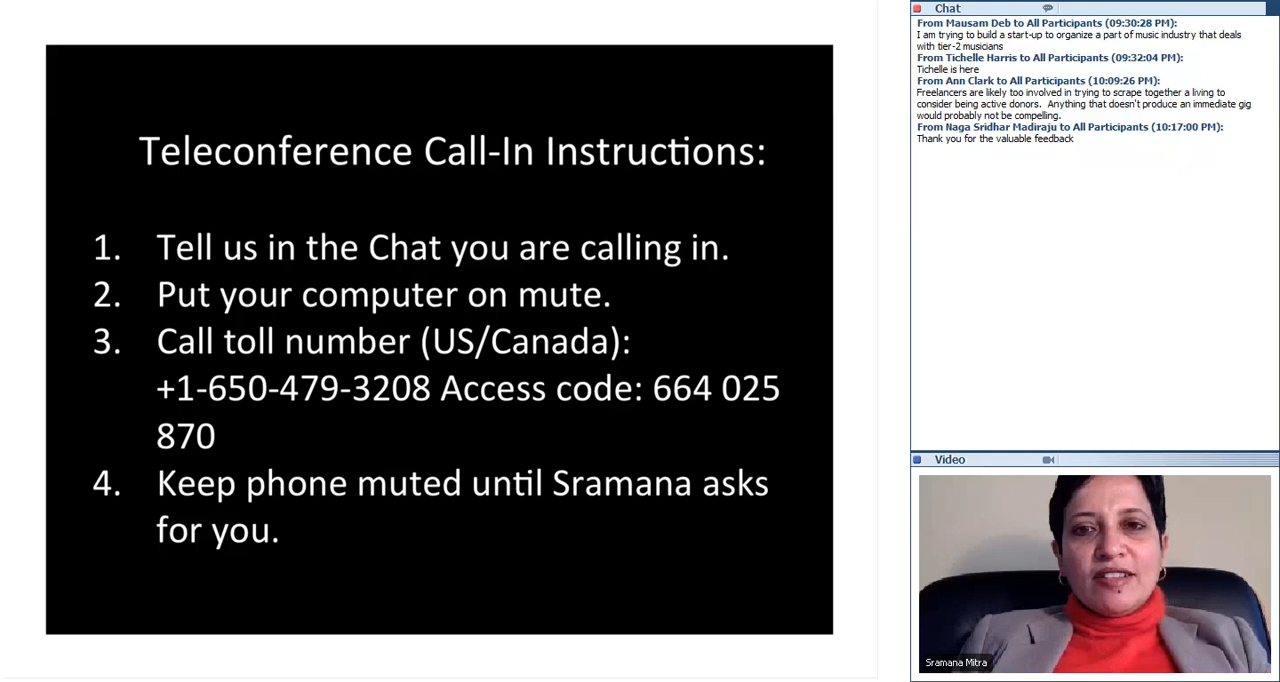 Teleconference Call-In Instructions:
1. Tell us in the Chat you are calling in.
2. Put your computer on mute.
3. Call toll number (US/Canada):
+1-650-479-3208 Access code: 664 025
870
4. Keep phone muted until Sramana asks
for you.
Chat
From Mausam Deb to All Participants (09:30:28 PM):
I am trying to build a start-up to organize a part of music industry that deals
with tier-2 musicians
From Tichelle Harris to All Participants (09:32:04 PM):
Tichelle is here
From Ann Clark to All Participants (10:09:26 PM):
Freelancers are likely too involved in trying to scrape together a living to
consider being active donors.  Anything that doesn't produce an immediate gig
would probably not be compelling.
From Naga Sridhar Madiraju to All Participants (10:17:00 PM):
Thank you for the valuable feedback
Video
Sramana Mitra